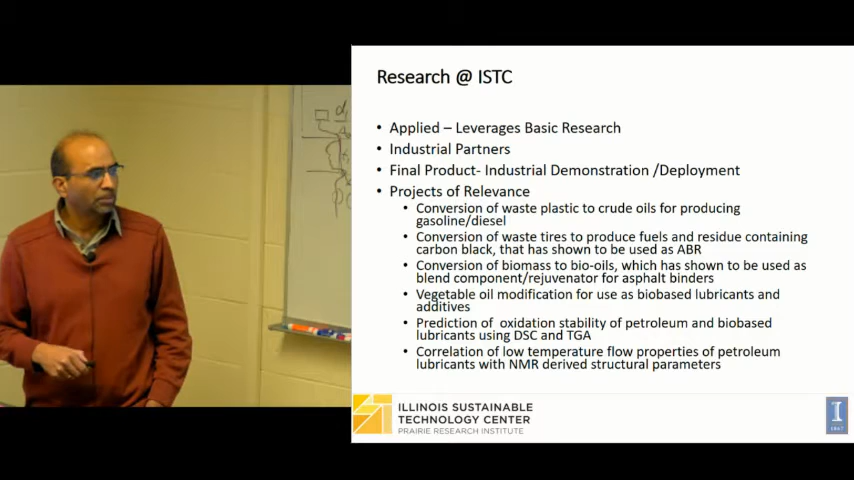 Research @ ISTC
• Applied – Leverages Basic Research
• Industrial Partners
• Final Product- Industrial Demonstration /Deployment
• Projects of Relevance
• Conversion of waste plastic to crude oils for producing
gasoline/diesel
• Conversion of waste tires to produce fuels and residue containing
carbon black, that has shown to be used as ABR
• Conversion of biomass to bio-oils, which has shown to be used as
blend component/rejuvenator for asphalt binders
• Vegetable oil modification for use as biobased lubricants and
additives
• Prediction of oxidation stability of petroleum and biobased
lubricants using DSC and TGA
• Correlation of low temperature flow properties of petroleum
lubricants with NMR derived structural parameters
ILLINOIS SUSTAINABLE
TECHNOLOGY CENTER
PRAIRIE RESEARCH INSTITUTE
I
1867